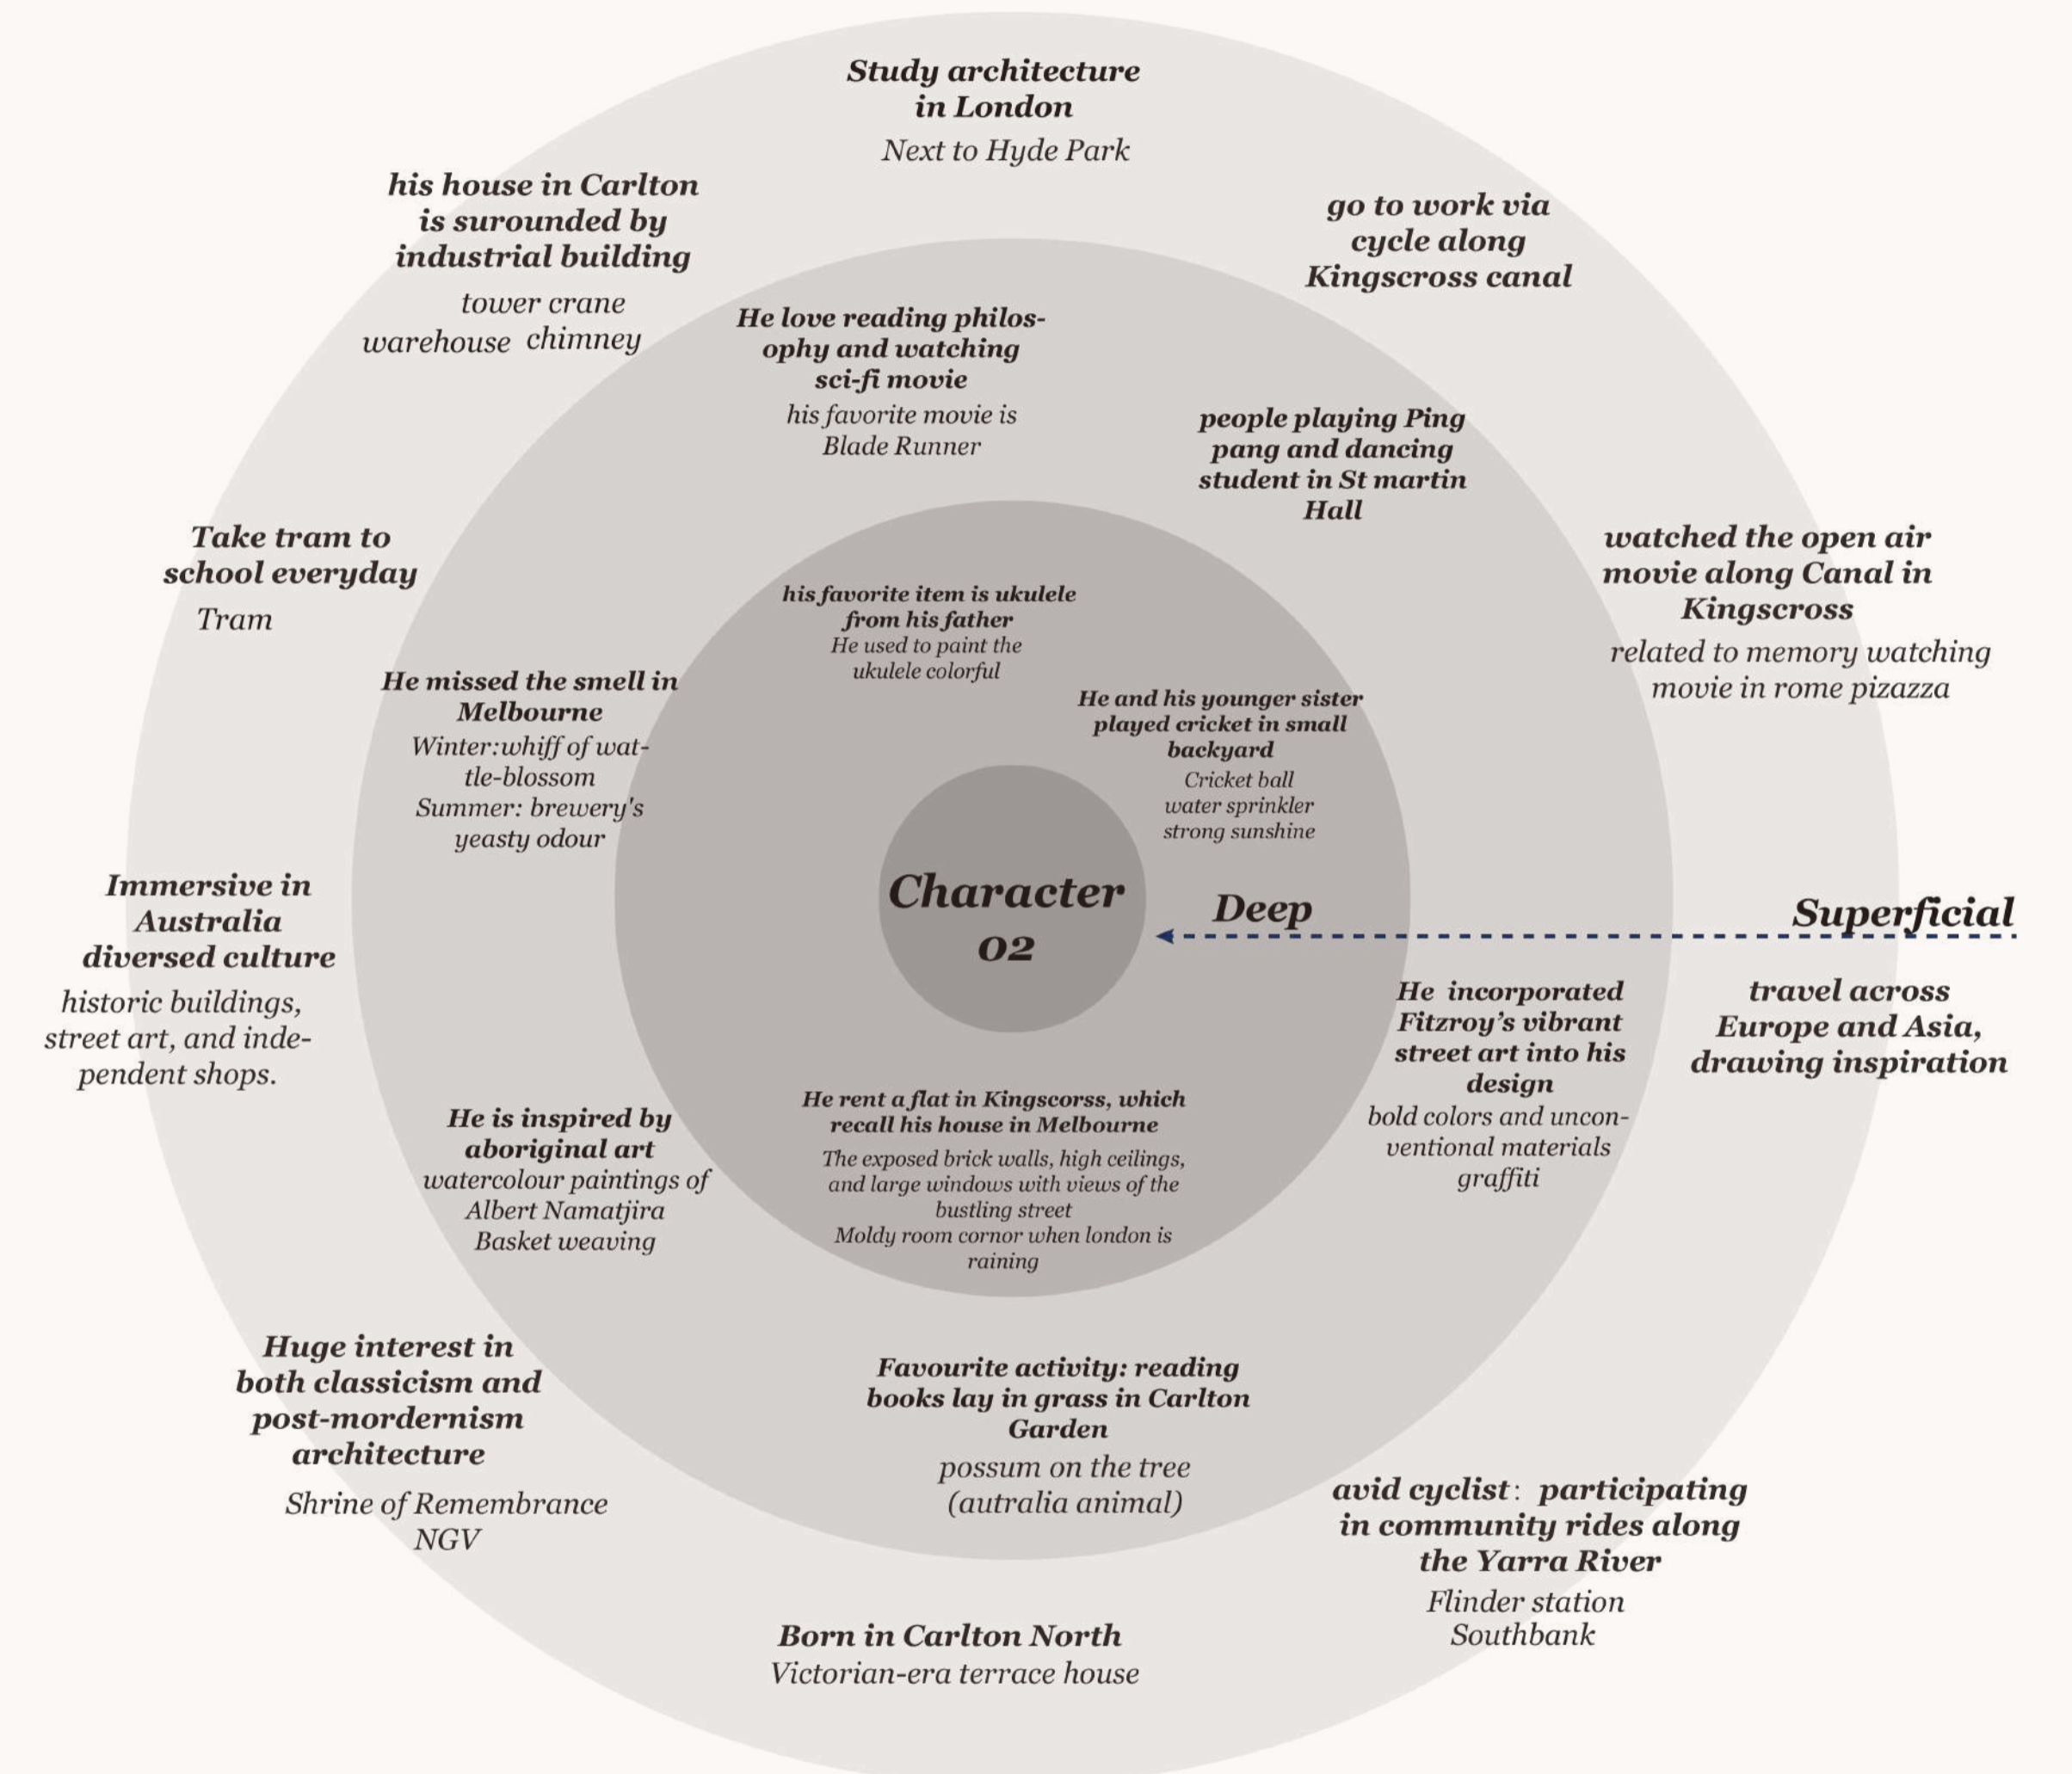 Study architecture
in London
Next to Hyde Park
his house in Carlton
is surounded by
industrial building
tower crane
warehouse chimney
go to work via
cycle along
Kingscross canal
He love reading philos-
ophy and watching
sci-fi movie
his favorite movie is
Blade Runner
people playing Ping
pang and dancing
student in St martin
Hall
Take tram to
school everyday
Tram
watched the open air
movie along Canal in
Kingscross
related to memory watching
movie in rome pizazza
his favorite item is ukulele
from his father
He used to paint the
ukulele colorful
He missed the smell in
Melbourne
Winter:whiff of wat-
tle-blossom
Summer: brewery's
yeasty odour
He and his younger sister
played cricket in small
backyard
Cricket ball
water sprinkler
strong sunshine
Immersive in
Australia
diversed culture
historic buildings,
street art, and inde-
pendent shops.
Character
02
Deep
Superficial
He incorporated
Fitzroy’s vibrant
street art into his
design
bold colors and uncon-
ventional materials
graffiti
travel across
Europe and Asia,
drawing inspiration
He is inspired by
aboriginal art
watercolour paintings of
Albert Namatjira
Basket weaving
He rent a flat in Kingscorss, which
recall his house in Melbourne
The exposed brick walls, high ceilings,
and large windows with views of the
bustling street
Moldy room cornor when london is
raining
Huge interest in
both classicism and
post-mordernism
architecture
Shrine of Remembrance
NGV
Favourite activity: reading
books lay in grass in Carlton
Garden
possum on the tree
(autralia animal)
avid cyclist： participating
in community rides along
the Yarra River
Flinder station
Southbank
Born in Carlton North
Victorian-era terrace house